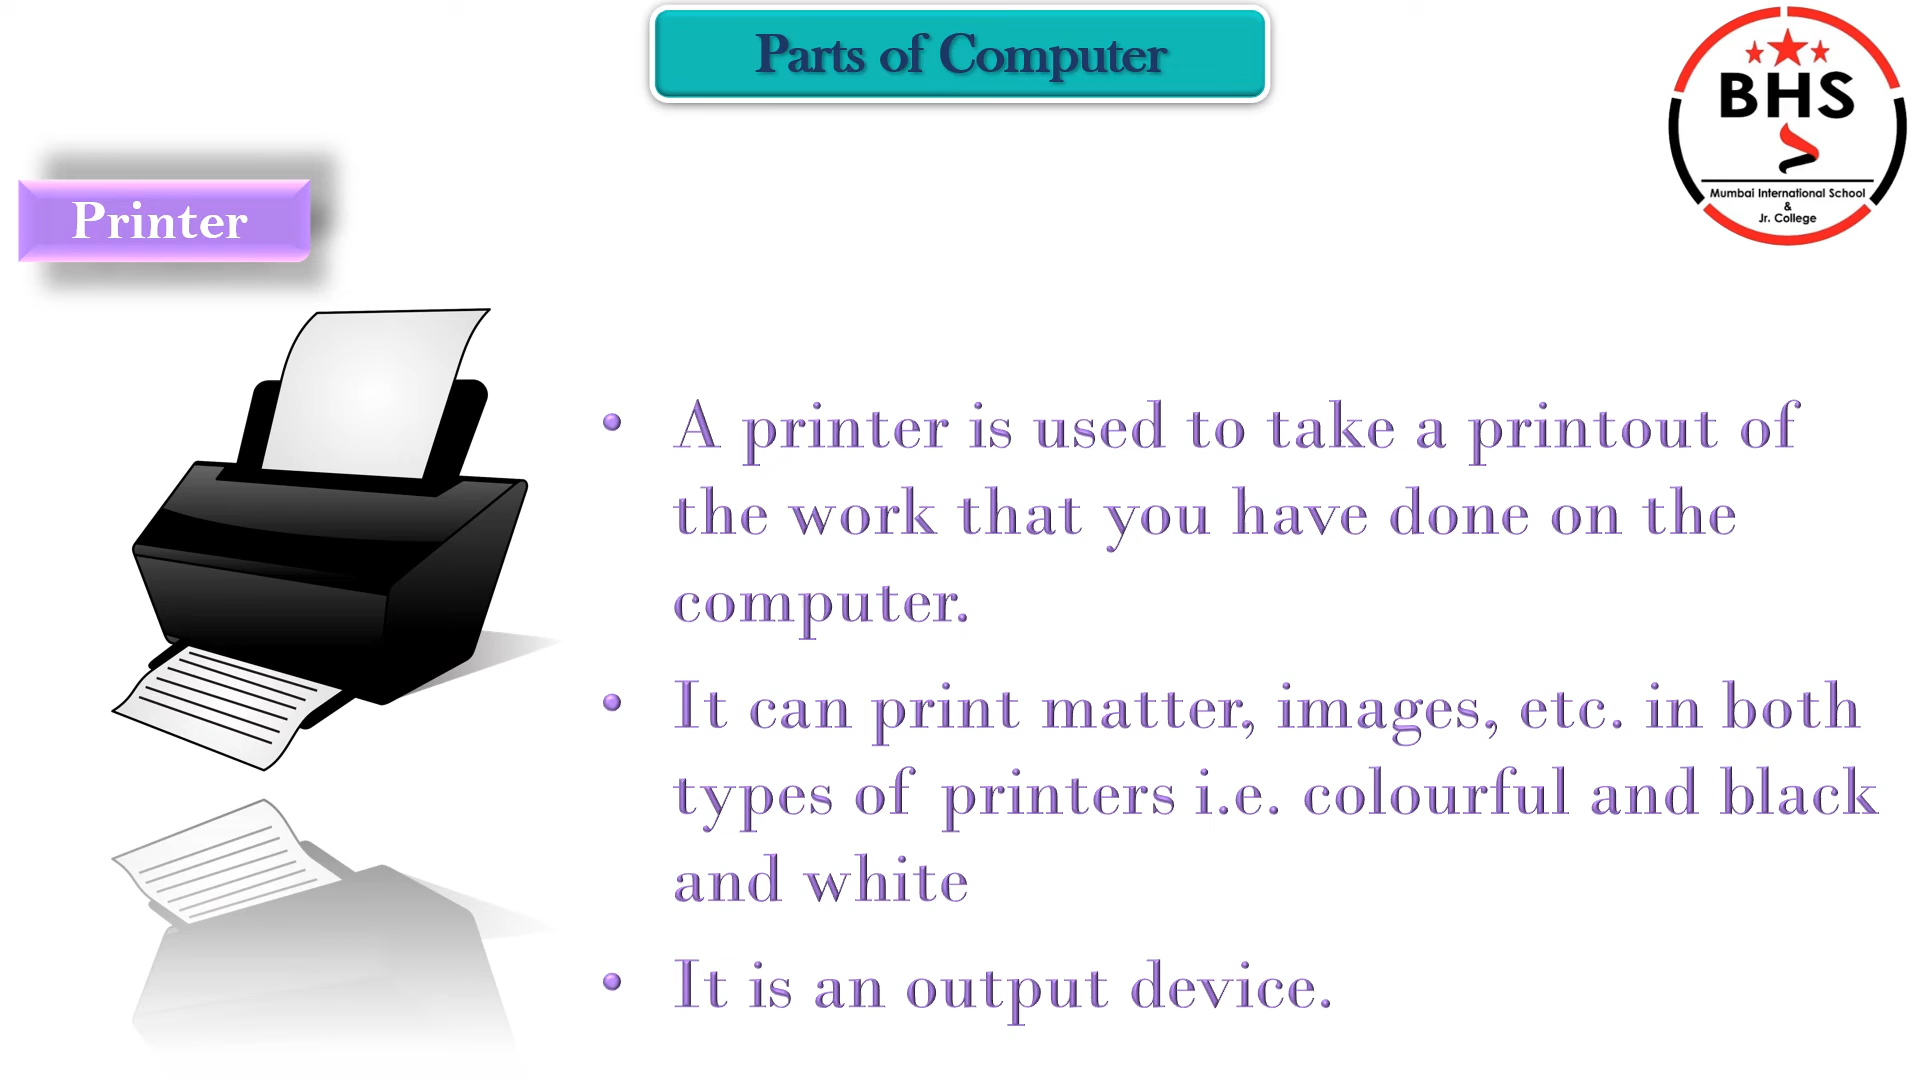 Parts of Computer
BHS
Mumbai International School
&
Jr. College
Printer
• A printer is used to take a printout of
the work that you have done on the
computer.
• It can print matter, images, etc. in both
types of printers i.e. colourful and black
and white
• It is an output device.